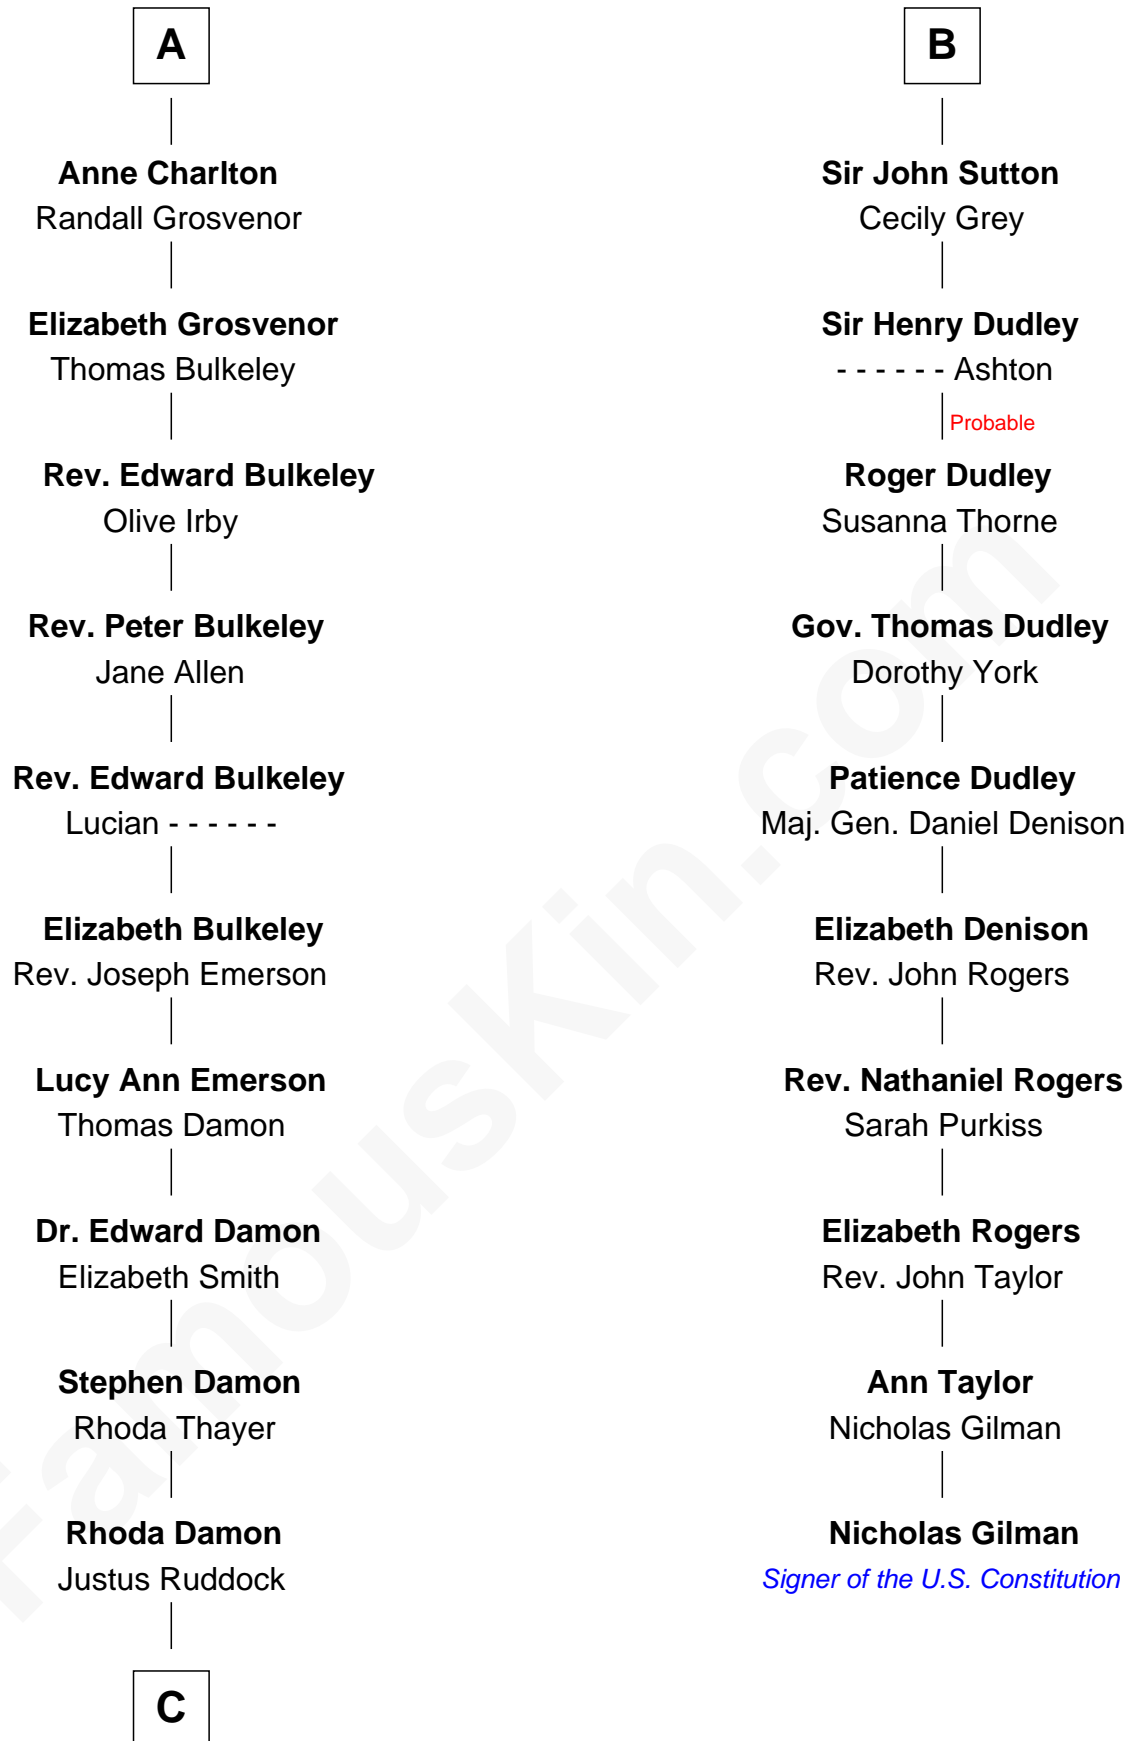 A
Anne Charlton
Randall Grosvenor
Elizabeth Grosvenor
Thomas Bulkeley
Rev. Edward Bulkeley
Olive Irby
Rev. Peter Bulkeley
Jane Allen
Rev. Edward Bulkeley
Lucian - - - - - -
Elizabeth Bulkeley
Rev. Joseph Emerson
Lucy Ann Emerson
Thomas Damon
Dr. Edward Damon
Elizabeth Smith
Stephen Damon
Rhoda Thayer
Rhoda Damon
Justus Ruddock
C
B
Sir John Sutton
Cecily Grey
Sir Henry Dudley
- - - - - - Ashton
Probable
Roger Dudley
Susanna Thorne
Gov. Thomas Dudley
Dorothy York
Patience Dudley
Maj. Gen. Daniel Denison
Elizabeth Denison
Rev. John Rogers
Rev. Nathaniel Rogers
Sarah Purkiss
Elizabeth Rogers
Rev. John Taylor
Ann Taylor
Nicholas Gilman
Nicholas Gilman
Signer of the U.S. Constitution
FamousKin.com